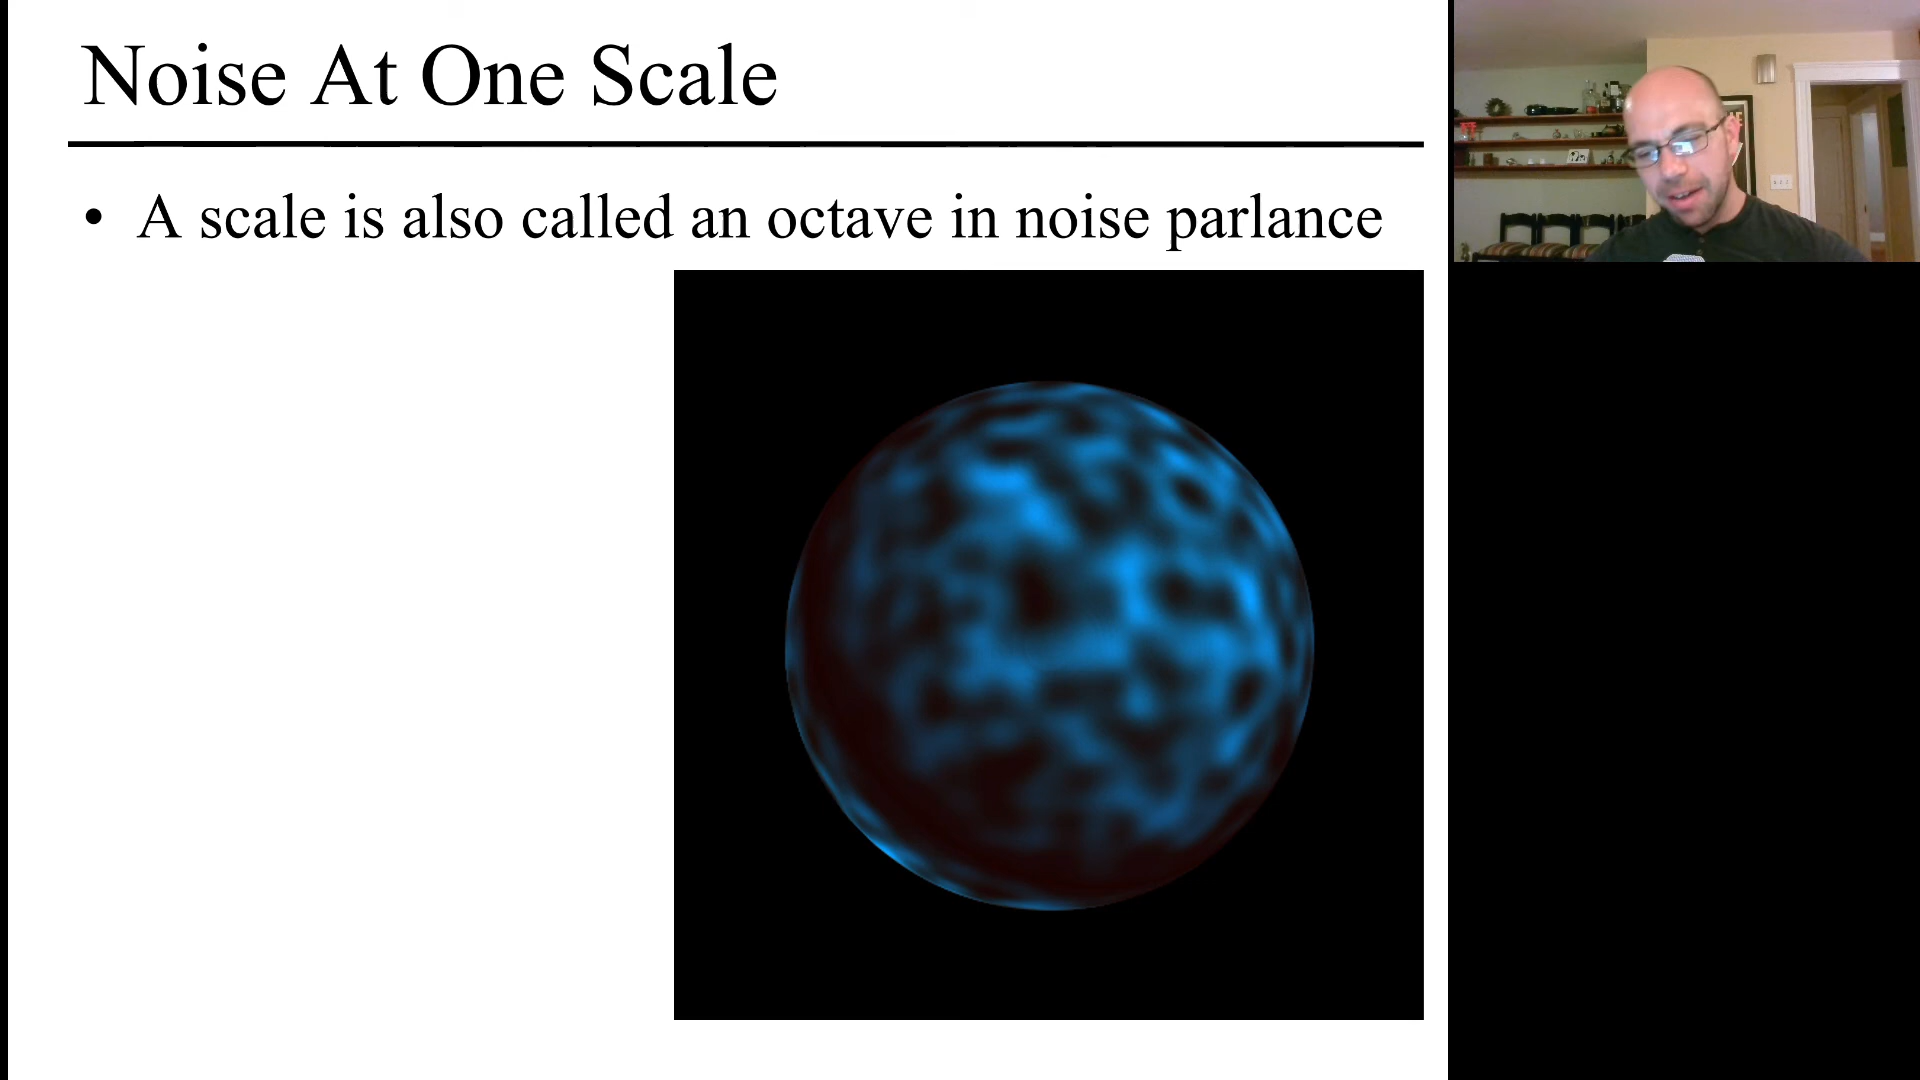 Noise At One Scale
• A scale is also called an octave in noise parlance